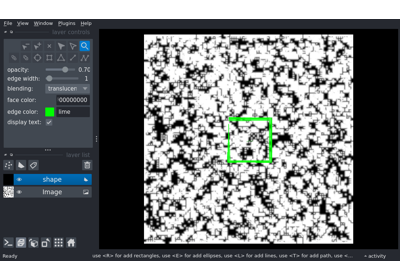 File View Window Plugins Help
layer controls
opacity: 0.70
edge width: 1
blending: translucen
face color: 00000000
edge color: lime
display text:
layer list
shape
Image
Ready
use <R> for add rectangles, use <E> for add ellipses, use <L> for add lines, use <T> for add path, use <... activity